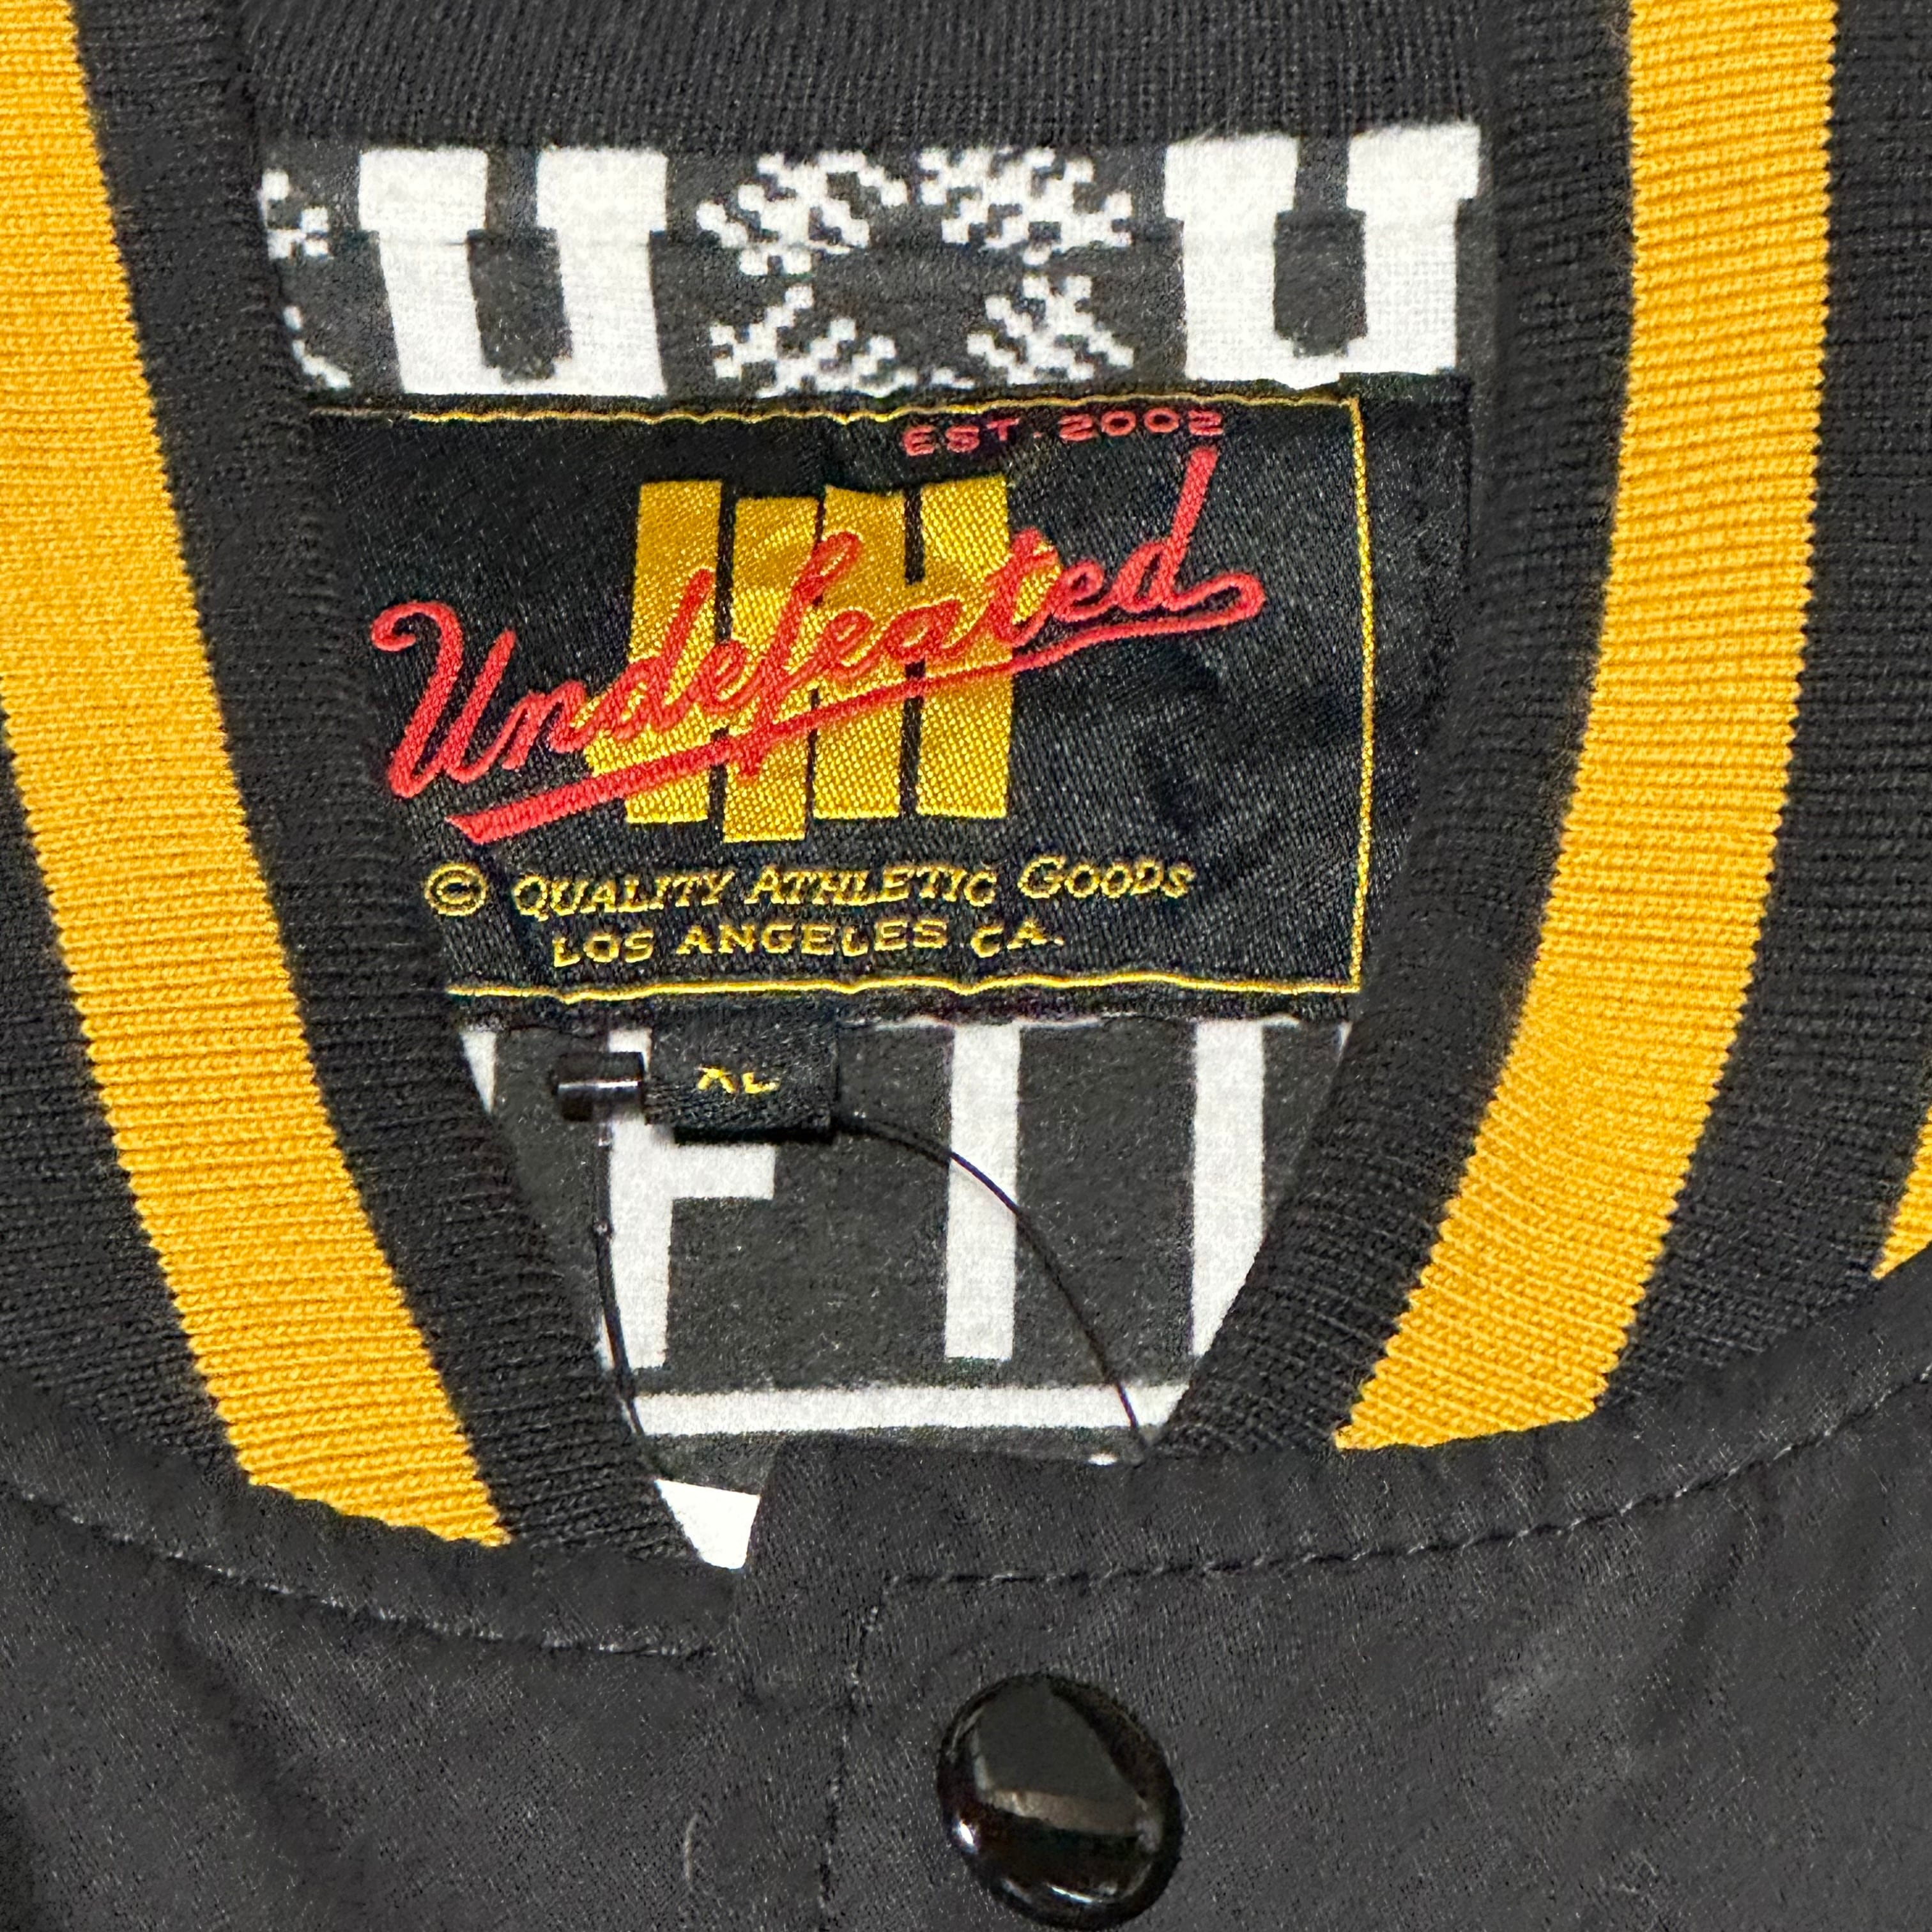 U U
EST. 2002
Undefeated
© QUALITY ATHLETIC GOODS
LOS ANGELES CA.
XL